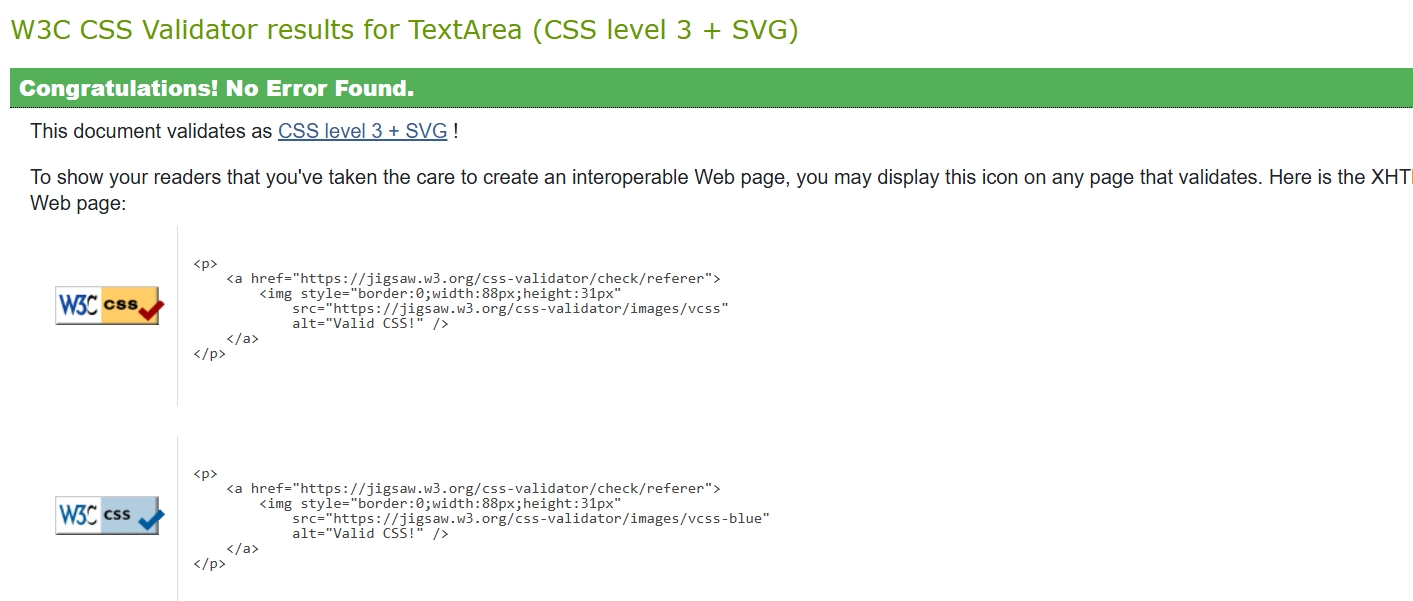 W3C CSS Validator results for TextArea (CSS level 3 + SVG)
Congratulations! No Error Found.
This document validates as CSS level 3 + SVG !
To show your readers that you've taken the care to create an interoperable Web page, you may display this icon on any page that validates. Here is the
Web page:
<p>
<a href="https://jigsaw.w3.org/css-validator/check/referer">
<img style="border:0;width:88px;height:31px"
W3C css
src="https://jigsaw.w3.org/css-validator/images/vcss"
alt="Valid CSS!" />
</a>
</p>
<p>
<a href="https://jigsaw.w3.org/css-validator/check/referer">
<img style="border:0;width:88px;height:31px"
W3C css
src="https://jigsaw.w3.org/css-validator/images/vcss-blue"
alt="Valid CSS!" />
</a>
</p>